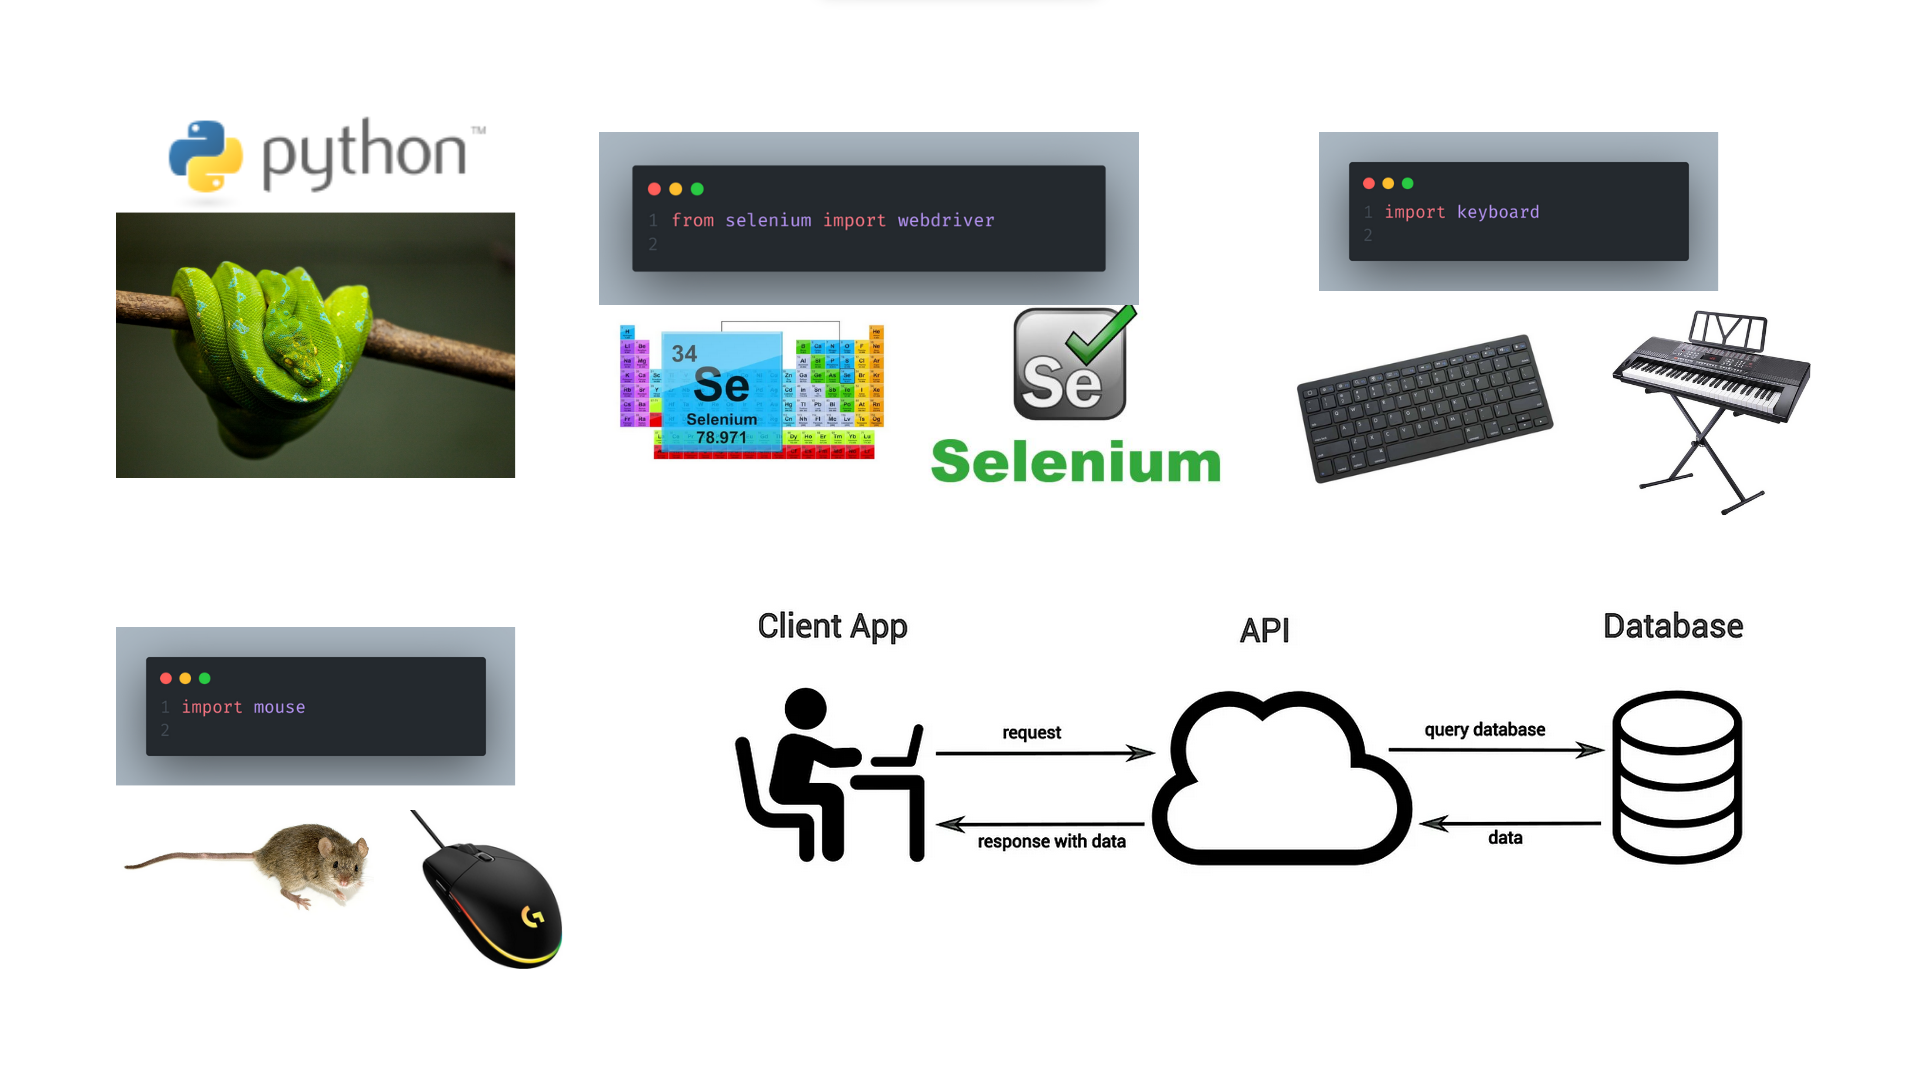 python™
1 from selenium import webdriver
2
1 import keyboard
2
34
Se
Selenium
78.971
Se
Selenium
1 import mouse
2
Client App
API
Database
request
query database
response with data
data